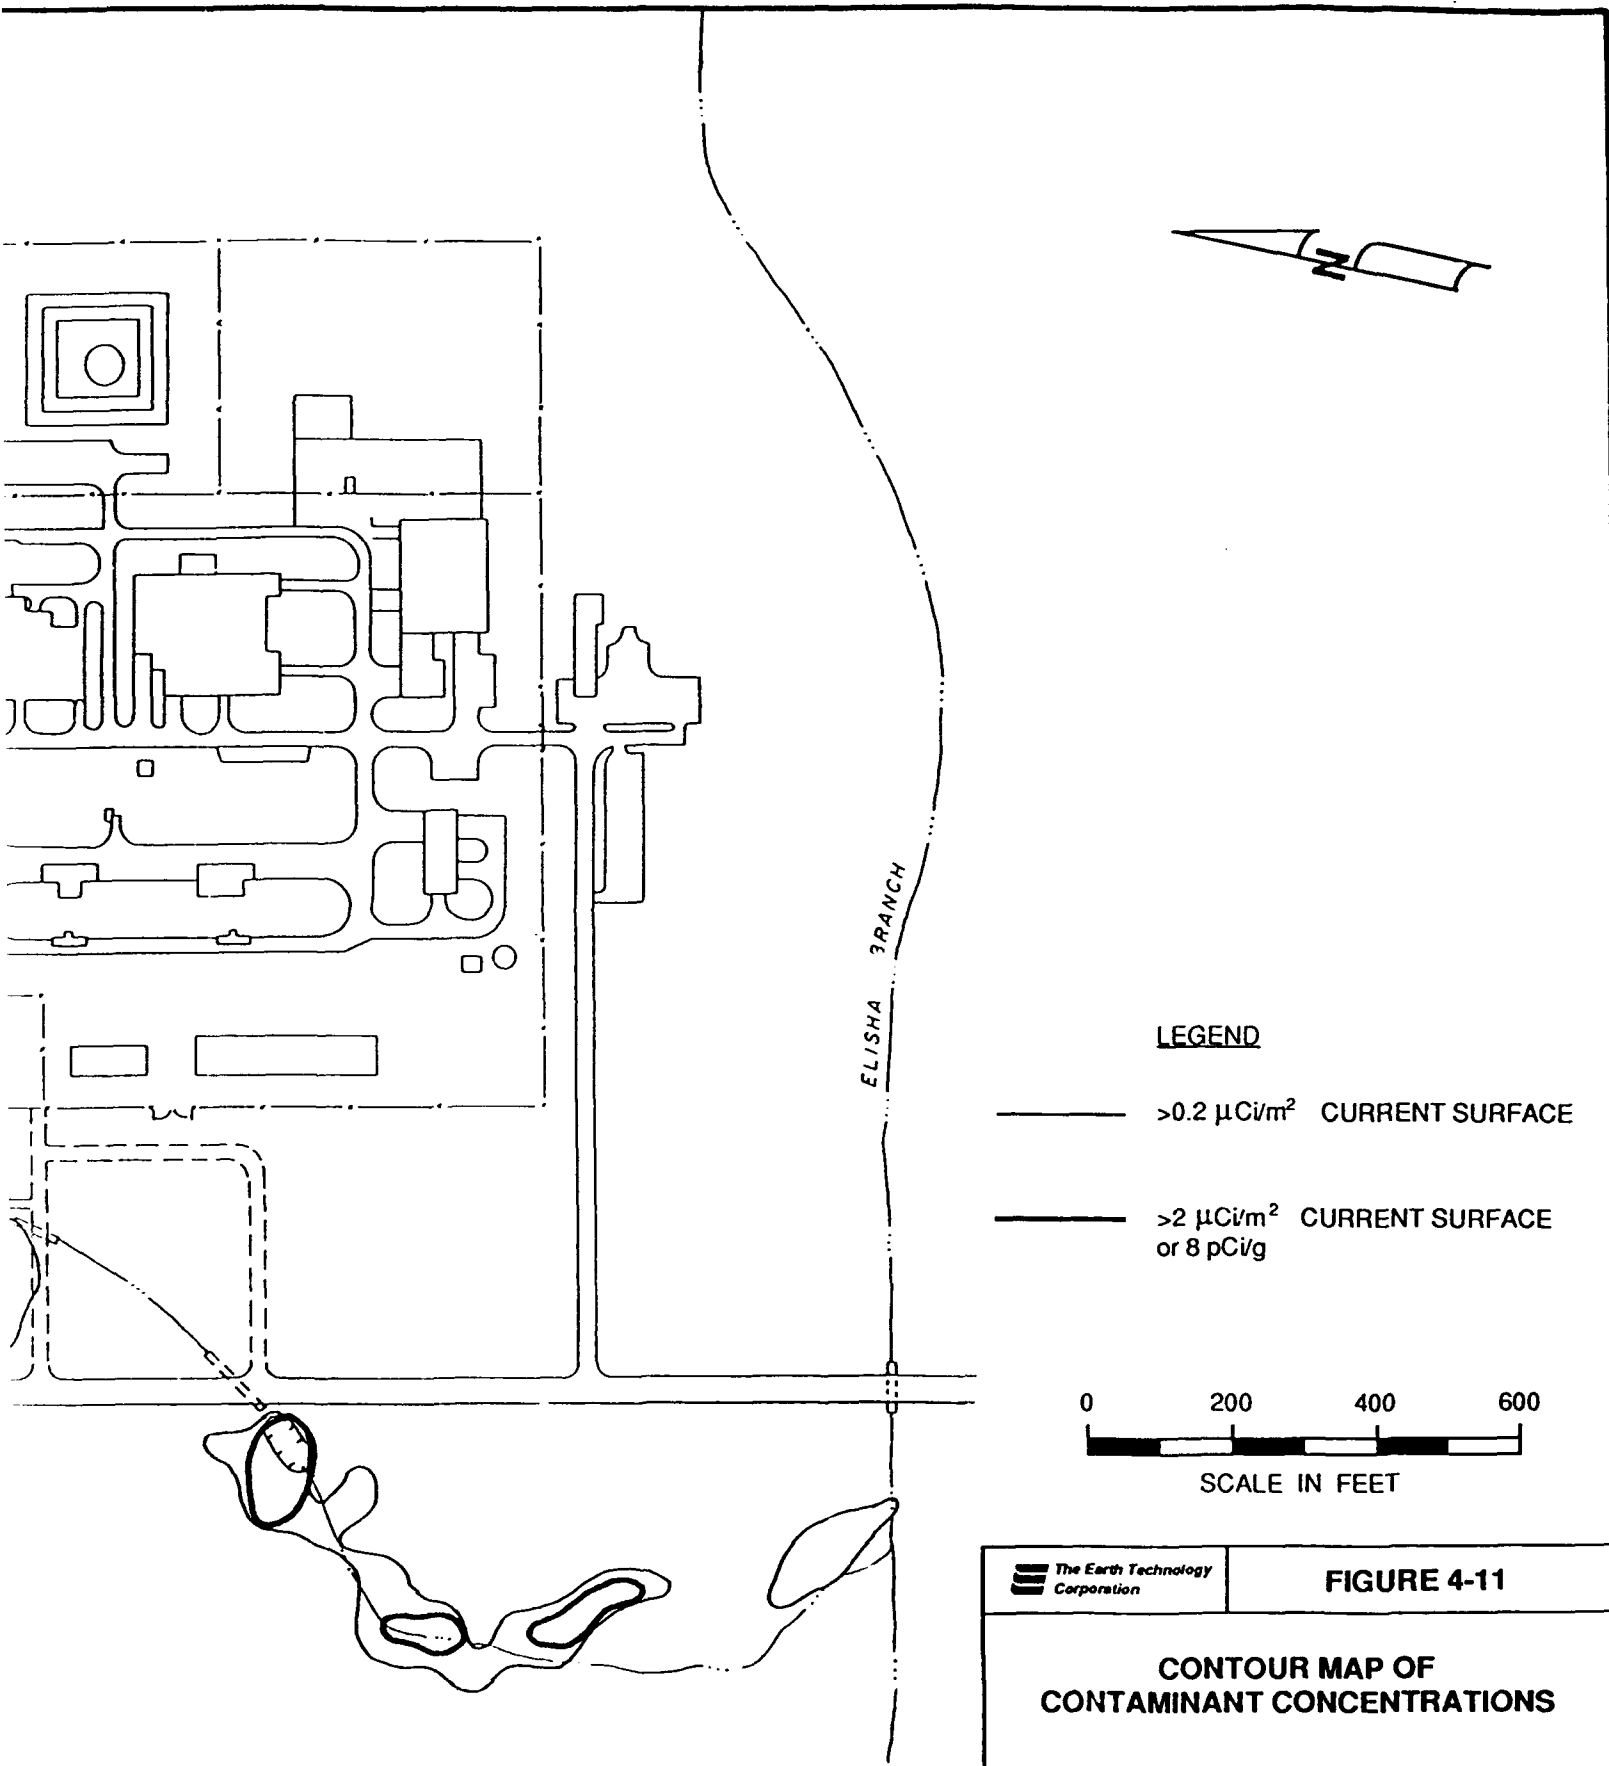 N
ELISHA 3RANCH
LEGEND
>0.2 µCi/m² CURRENT SURFACE
>2 µCi/m² CURRENT SURFACE
or 8 pCi/g
0 200 400 600
SCALE IN FEET
The Earth Technology
Corporation
FIGURE 4-11
CONTOUR MAP OF
CONTAMINANT CONCENTRATIONS